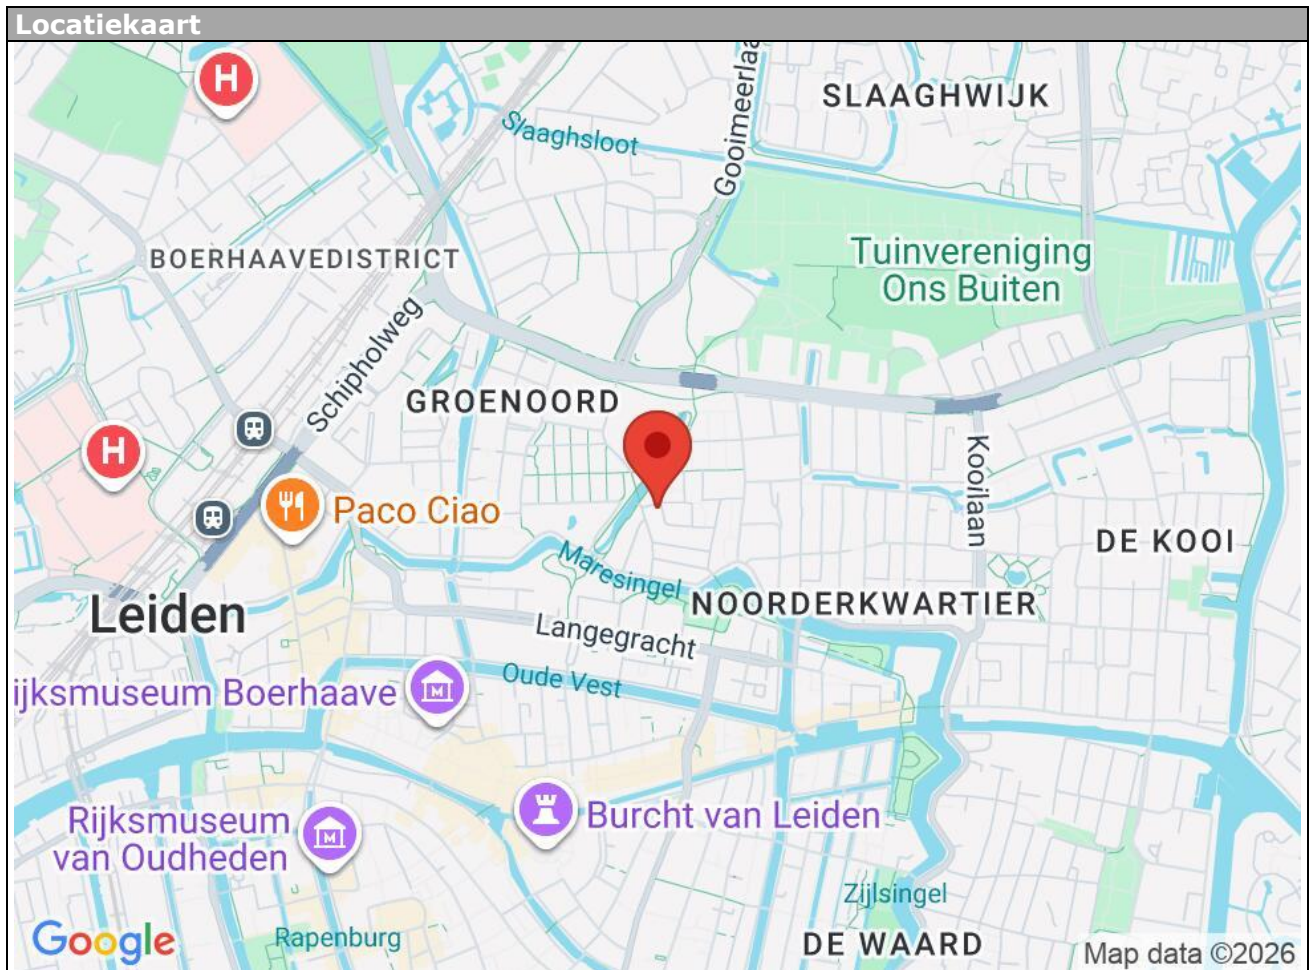 Locatiekaart
H
SLAAGHWIJK
Slaaghsloot
Gooimeerlaa
BOERHAAVEDISTRICT
Tuinvereniging
Ons Buiten
Schipholweg
GROENOORD
H
Kooilaan
Paco Ciao
DE KOOI
Maresingel
Leiden
NOORDERKWARTIER
Langegracht
Oude Vest
ijksmuseum Boerhaave
M
Rijksmuseum
van Oudheden
M
Burcht van Leiden
Zijlsingel
Google
Rapenburg
DE WAARD
Map data ©2026